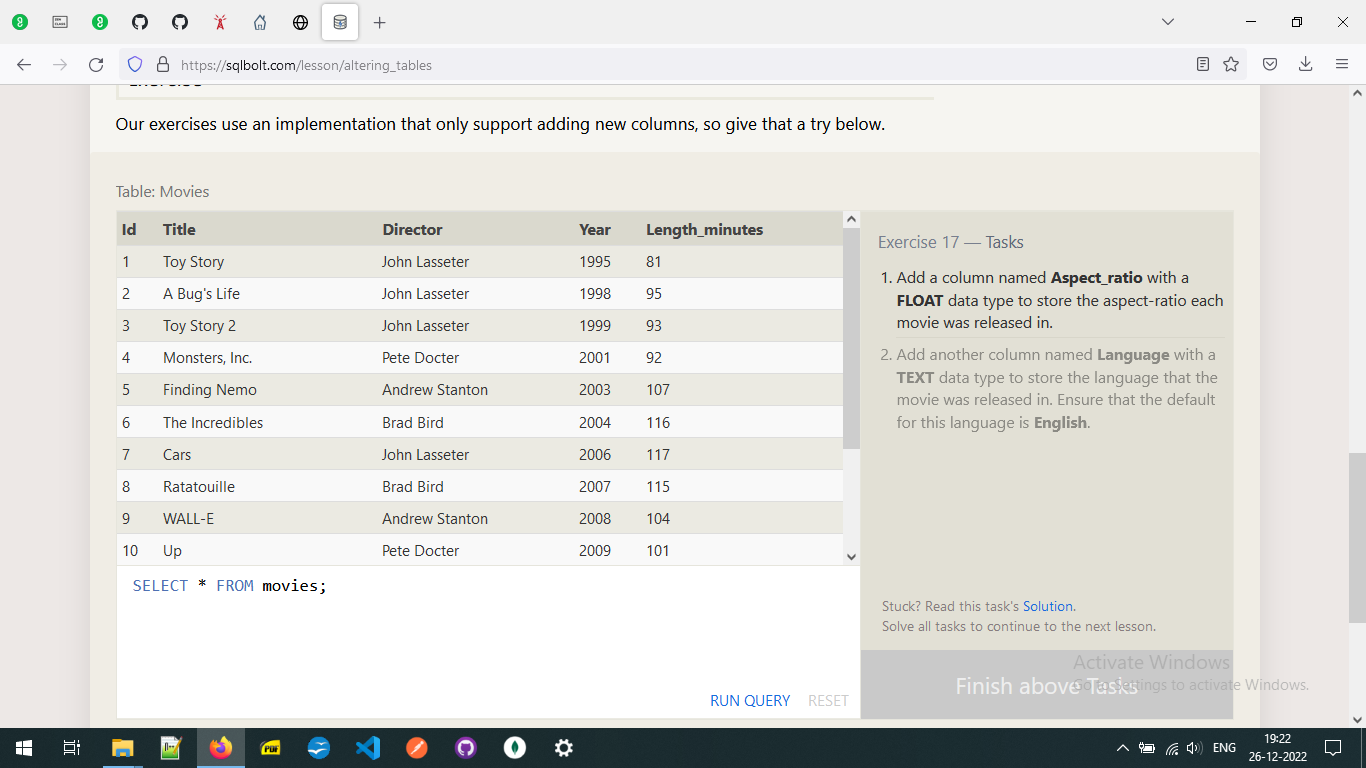 https://sqlbolt.com/lesson/altering_tables
Our exercises use an implementation that only support adding new columns, so give that a try below.
Table: Movies
Id Title Director Year Length_minutes
1 Toy Story John Lasseter 1995 81
2 A Bug's Life John Lasseter 1998 95
3 Toy Story 2 John Lasseter 1999 93
4 Monsters, Inc. Pete Docter 2001 92
5 Finding Nemo Andrew Stanton 2003 107
6 The Incredibles Brad Bird 2004 116
7 Cars John Lasseter 2006 117
8 Ratatouille Brad Bird 2007 115
9 WALL-E Andrew Stanton 2008 104
10 Up Pete Docter 2009 101
SELECT * FROM movies;
RUN QUERY RESET
Exercise 17 — Tasks
1. Add a column named Aspect_ratio with a
FLOAT data type to store the aspect-ratio each
movie was released in.
2. Add another column named Language with a
TEXT data type to store the language that the
movie was released in. Ensure that the default
for this language is English.
Stuck? Read this task's Solution.
Solve all tasks to continue to the next lesson.
Finish above Tasks
Activate Windows
Go to Settings to activate Windows.
PDF
ENG
19:22
26-12-2022